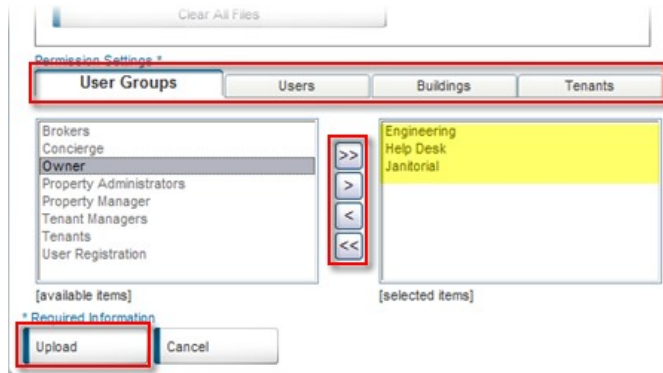 Clear All Files
Permission Settings *
User Groups Users Buildings Tenants
Brokers
Concierge
Owner
Property Administrators
Property Manager
Tenant Managers
Tenants
User Registration
>>
>
<
<<
Engineering
Help Desk
Janitorial
[available items] [selected items]
* Required Information
Upload Cancel